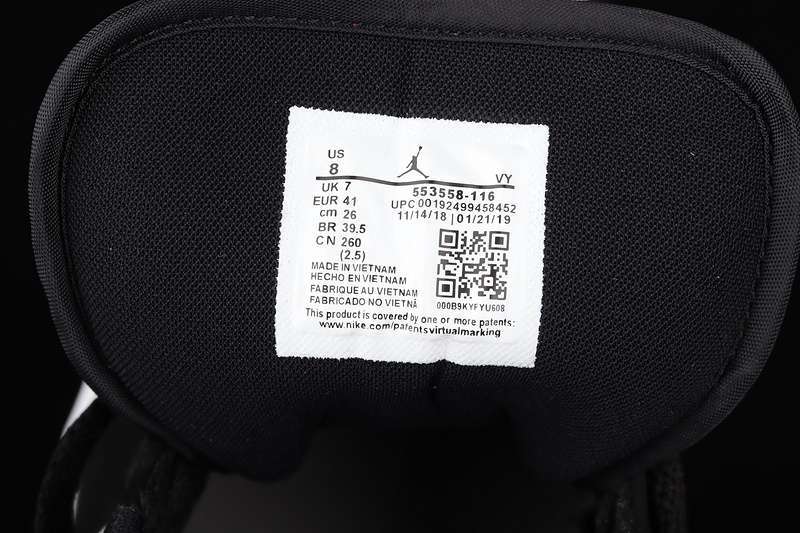 US
8
VY
UK 7
553558-116
EUR 41
UPC 00192499458452
cm 26
11/14/18 | 01/21/19
BR 39.5
CN 260
(2.5)
MADE IN VIETNAM
HECHO EN VIETNAM
FABRIQUE AU VIETNAM
FABRICADO NO VIETNÃ
000B9KYFYU608
This product is covered by one or more patents:
www.nike.com/patentsvirtualmarking